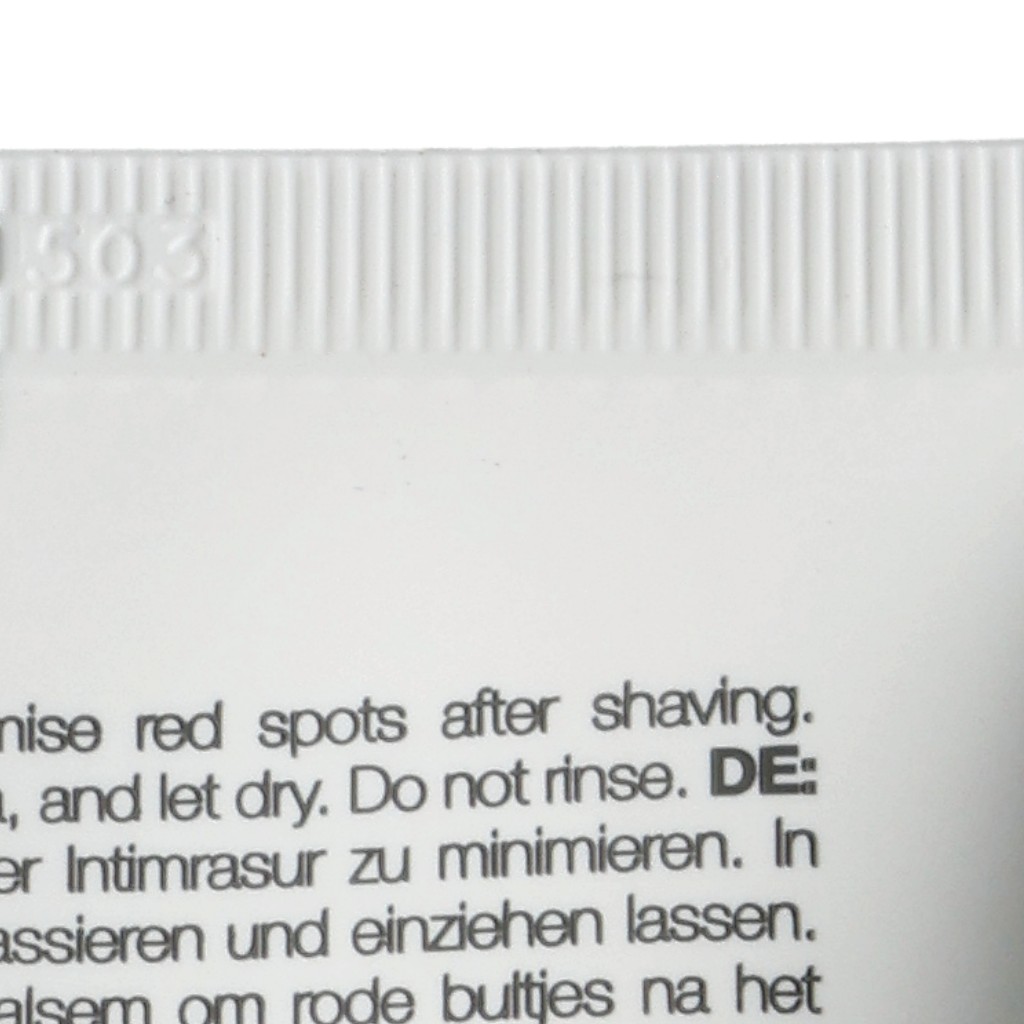 503
nise red spots after shaving.
, and let dry. Do not rinse. DE:
er Intimrasur zu minimieren. In
assieren und einziehen lassen.
alsem om rode bultjes na het